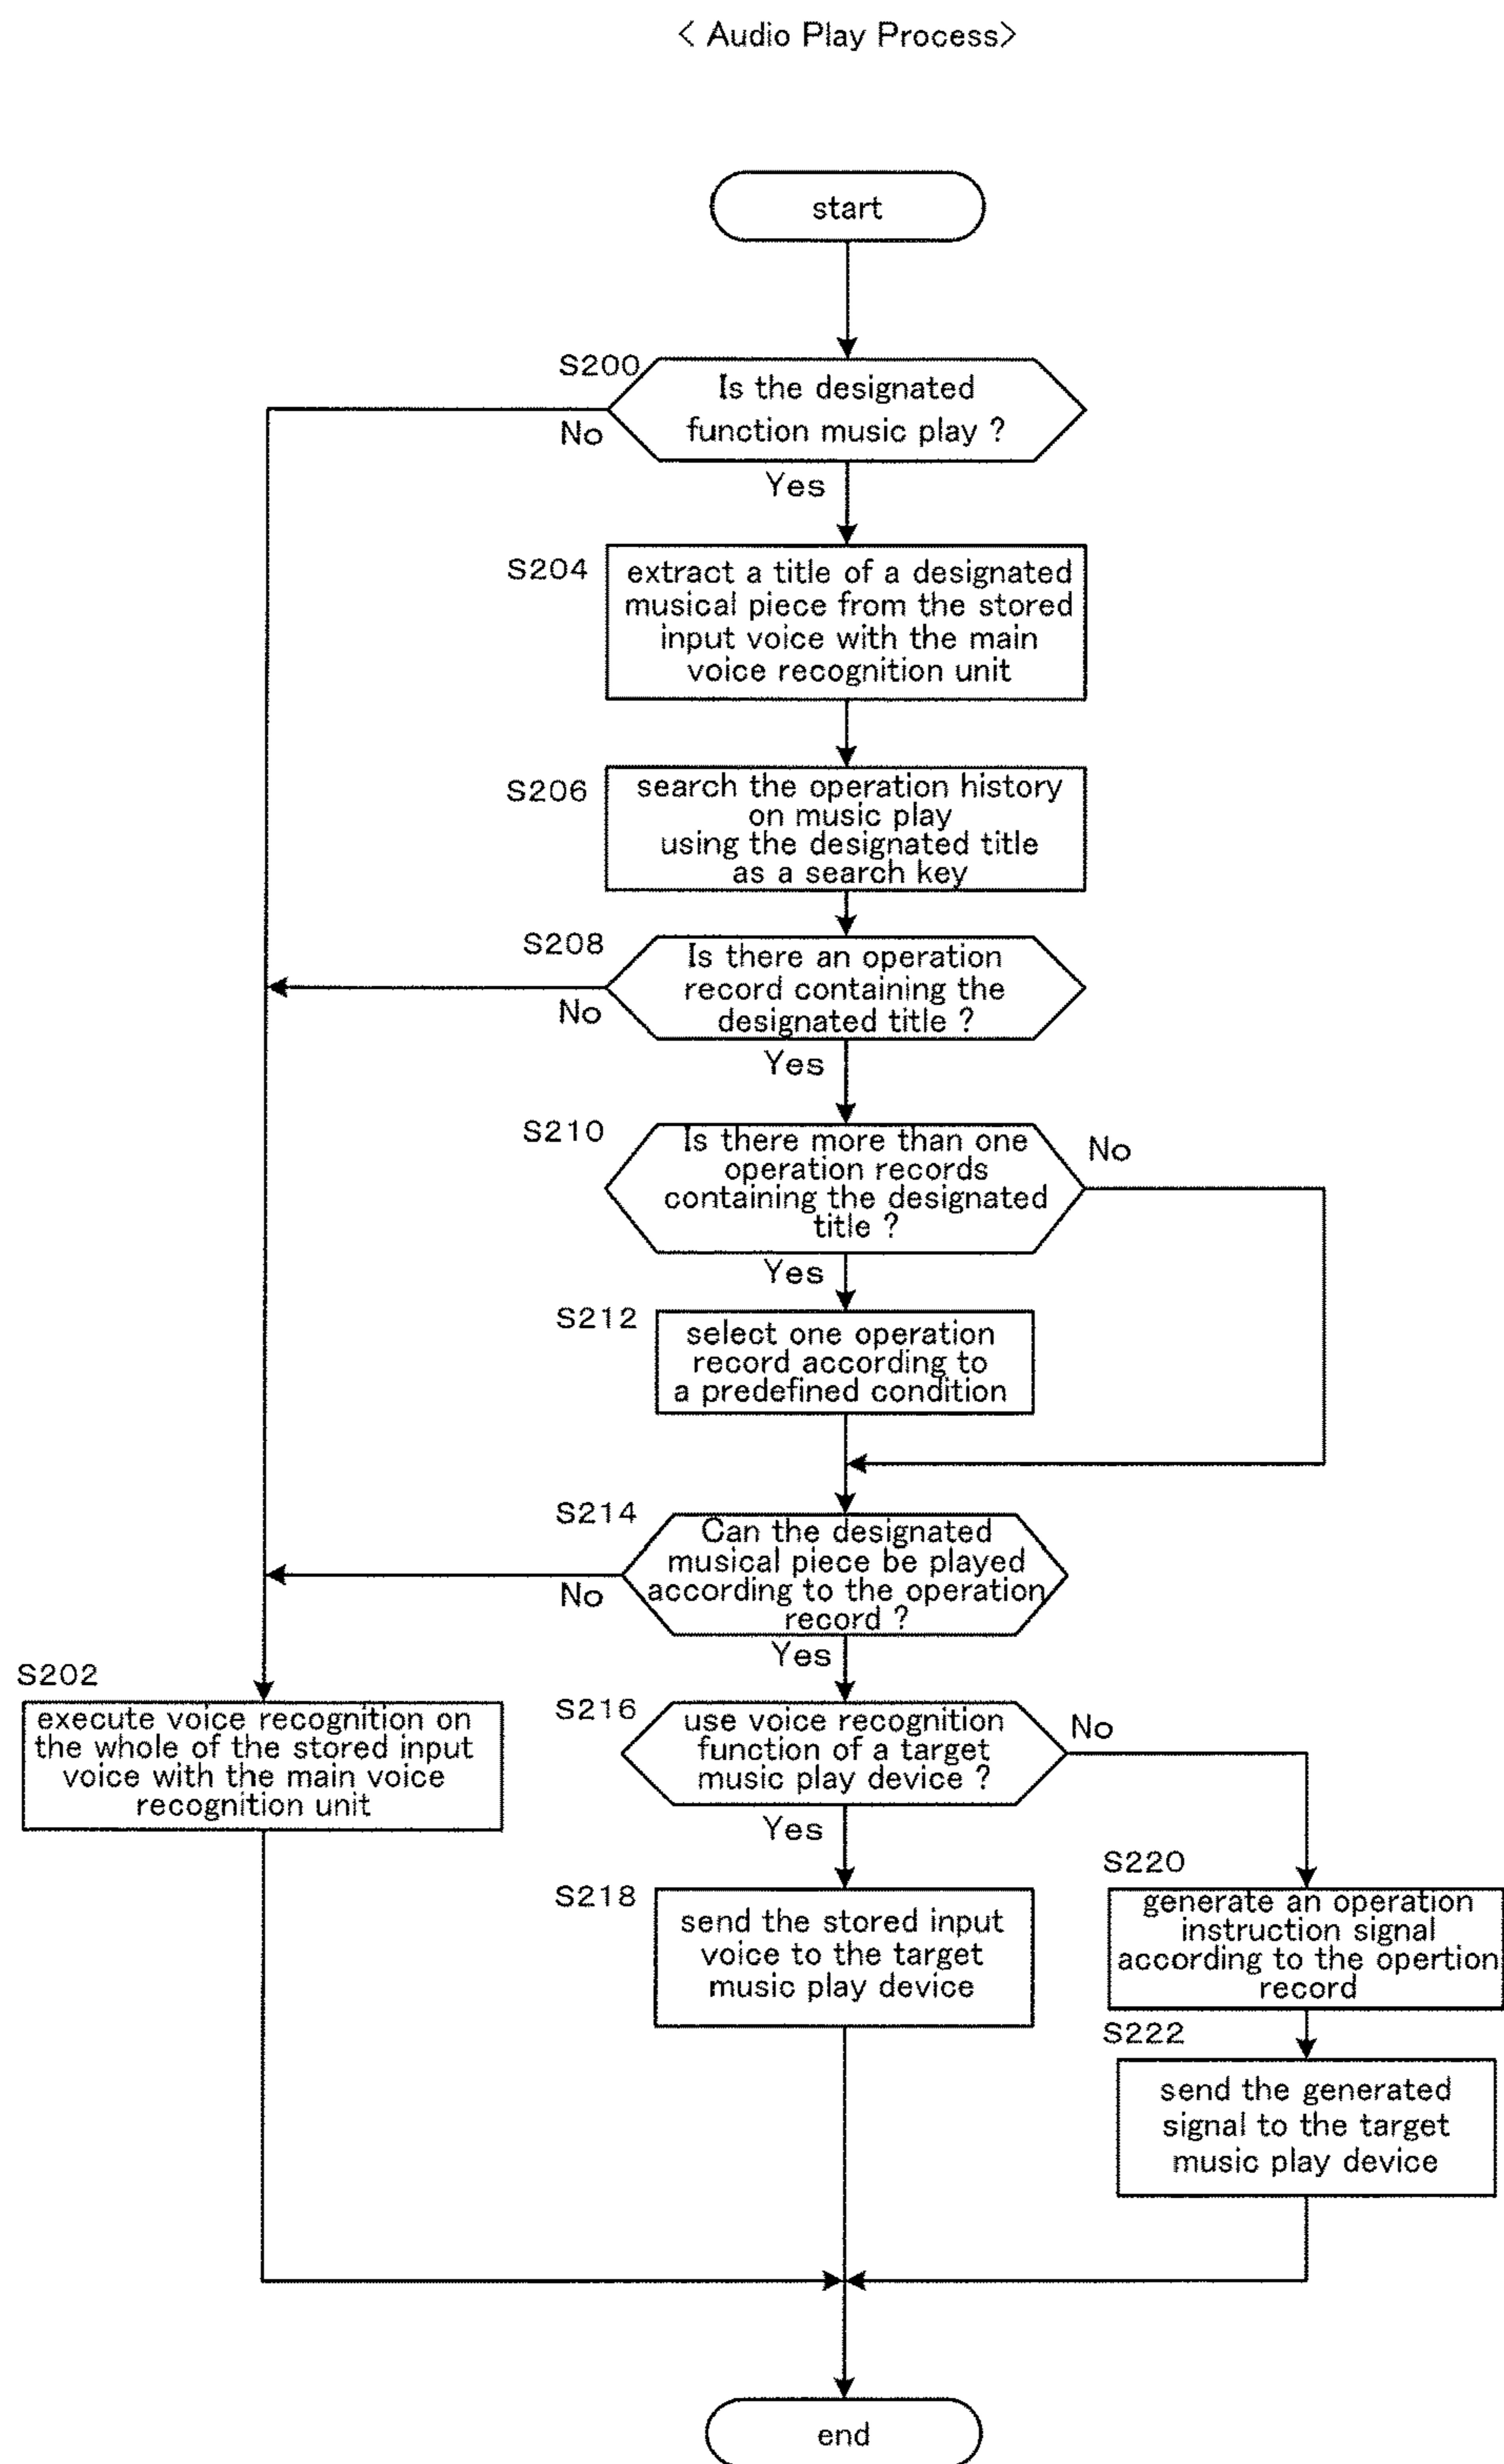 < Audio Play Process>
start
S200
Is the designated
function music play ?
No
Yes
S204
extract a title of a designated
musical piece from the stored
input voice with the main
voice recognition unit
S206
search the operation history
on music play
using the designated title
as a search key
S208
Is there an operation
record containing the
designated title ?
No
Yes
S210
Is there more than one
operation records
containing the designated
title ?
No
Yes
S212
select one operation
record according to
a predefined condition
S214
Can the designated
musical piece be played
according to the operation
record ?
No
Yes
S202
execute voice recognition on
the whole of the stored input
voice with the main voice
recognition unit
S216
use voice recognition
function of a target
music play device ?
No
Yes
S218
send the stored input
voice to the target
music play device
S220
generate an operation
instruction signal
according to the opertion
record
S222
send the generated
signal to the target
music play device
end